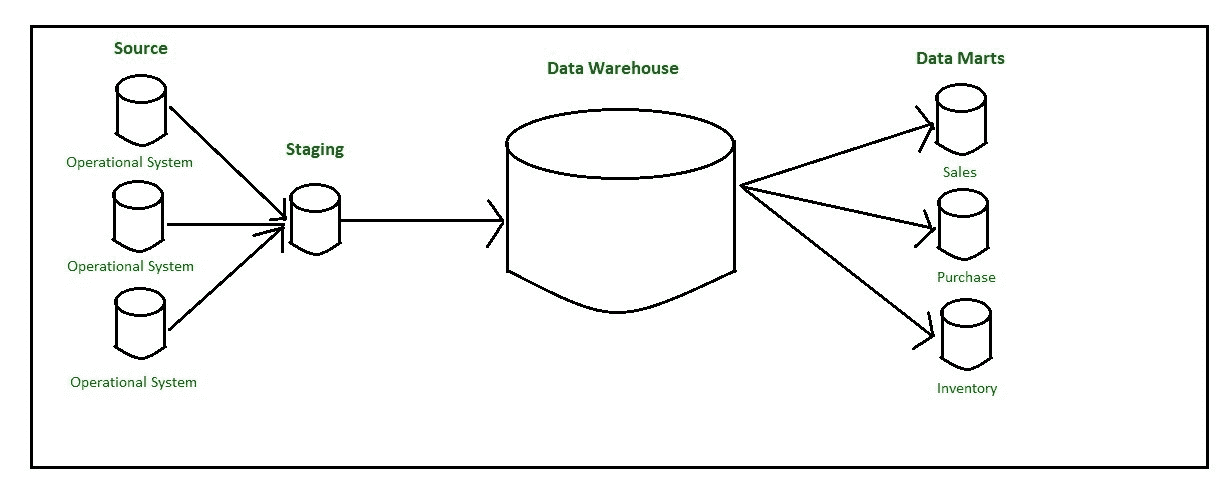 Source
Operational System
Operational System
Operational System
Staging
Data Warehouse
Data Marts
Sales
Purchase
Inventory